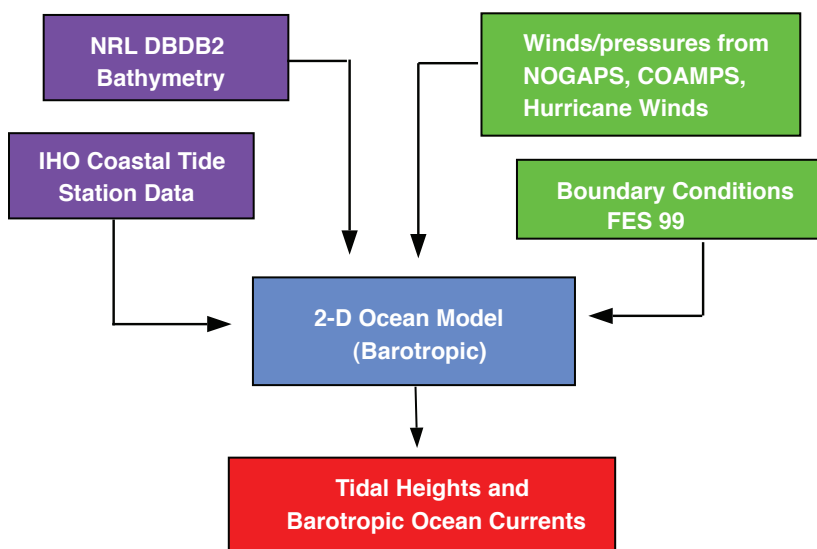 NRL DBDB2
Bathymetry
Winds/pressures from
NOGAPS, COAMPS,
Hurricane Winds
IHO Coastal Tide
Station Data
Boundary Conditions
FES 99
2-D Ocean Model
(Barotropic)
Tidal Heights and
Barotropic Ocean Currents